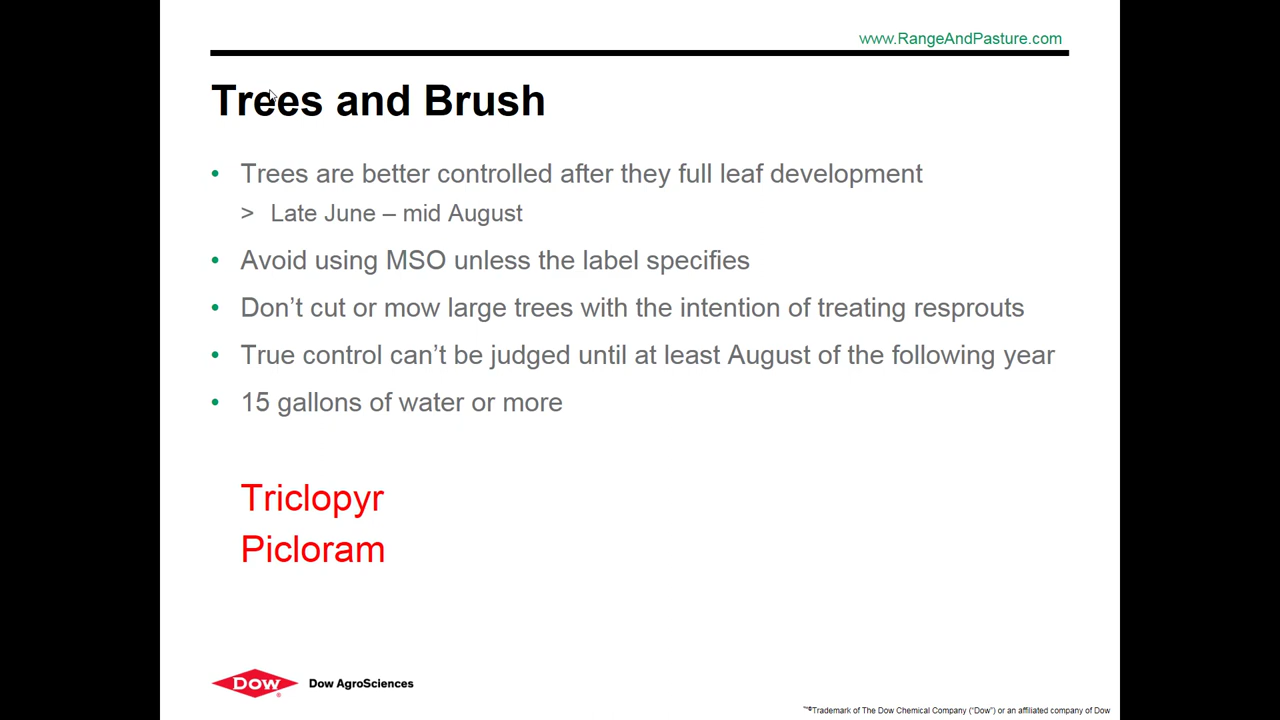 www.RangeAndPasture.com
Trees and Brush
• Trees are better controlled after they full leaf development
> Late June – mid August
• Avoid using MSO unless the label specifies
• Don’t cut or mow large trees with the intention of treating resprouts
• True control can’t be judged until at least August of the following year
• 15 gallons of water or more
Triclopyr
Picloram
Dow
Dow AgroSciences
™®Trademark of The Dow Chemical Company ("Dow") or an affiliated company of Dow